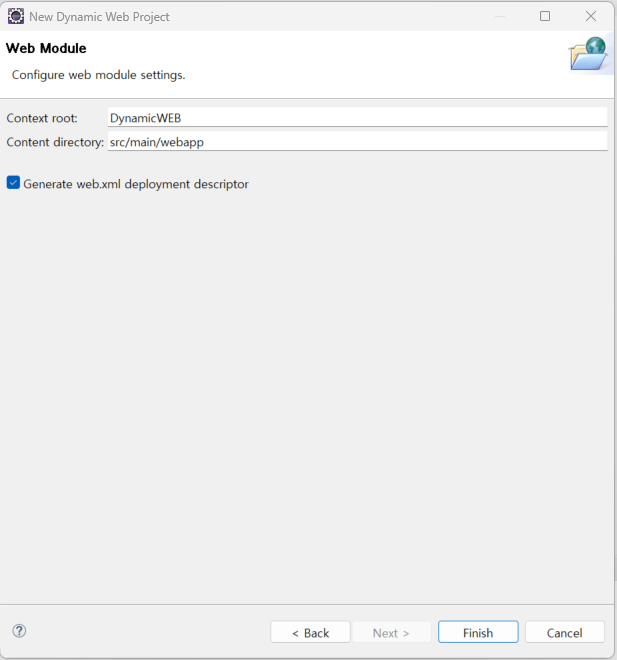 New Dynamic Web Project
Web Module
Configure web module settings.
Context root: DynamicWEB
Content directory: src/main/webapp
Generate web.xml deployment descriptor
? < Back Next > Finish Cancel